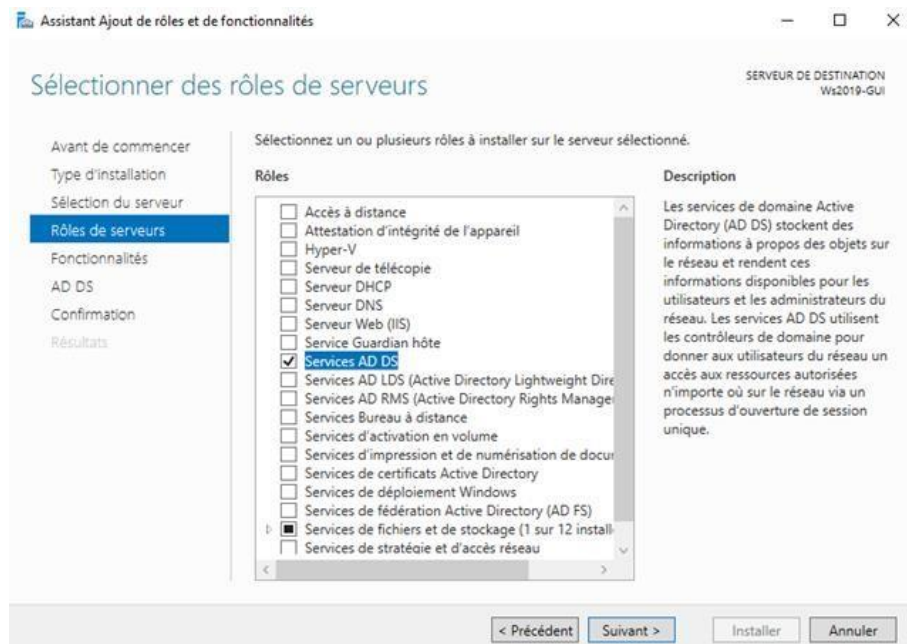 Assistant Ajout de rôles et de fonctionnalités
Sélectionner des rôles de serveurs
SERVEUR DE DESTINATION
Ws2019-GUI
Avant de commencer
Type d'installation
Sélection du serveur
Rôles de serveurs
Fonctionnalités
AD DS
Confirmation
Résultats
Sélectionnez un ou plusieurs rôles à installer sur le serveur sélectionné.
Rôles
Accès à distance
Attestation d'intégrité de l'appareil
Hyper-V
Serveur de télécopie
Serveur DHCP
Serveur DNS
Serveur Web (IIS)
Service Guardian hôte
Services AD DS
Services AD LDS (Active Directory Lightweight Dire
Services AD RMS (Active Directory Rights Manage
Services Bureau à distance
Services d'activation en volume
Services d'impression et de numérisation de docu
Services de certificats Active Directory
Services de déploiement Windows
Services de fédération Active Directory (AD FS)
Services de fichiers et de stockage (1 sur 12 install
Services de stratégie et d'accès réseau
Description
Les services de domaine Active
Directory (AD DS) stockent des
informations à propos des objets sur
le réseau et rendent ces
informations disponibles pour les
utilisateurs et les administrateurs du
réseau. Les services AD DS utilisent
les contrôleurs de domaine pour
donner aux utilisateurs du réseau un
accès aux ressources autorisées
n'importe où sur le réseau via un
processus d'ouverture de session
unique.
< Précédent
Suivant >
Installer
Annuler